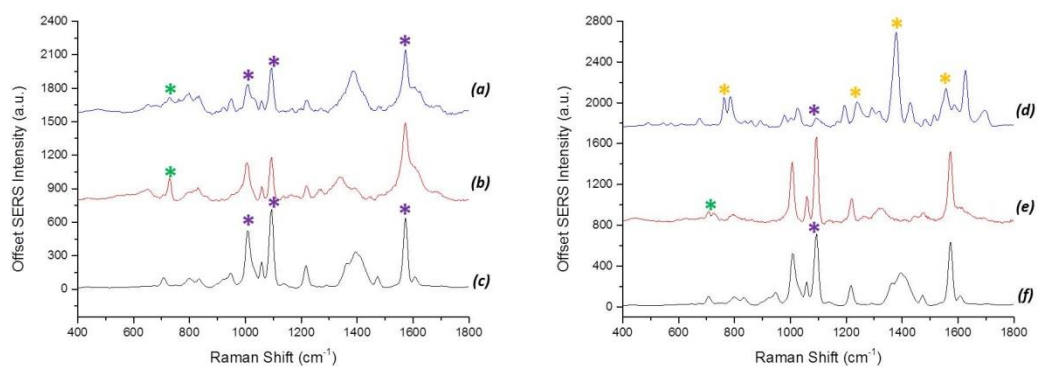 2400
2100
1800
1500
1200
900
600
300
0
Offset SERS Intensity (a.u.)
* * * *
(a)
*
(b)
* * *
(c)
400 600 800 1000 1200 1400 1600 1800
Raman Shift (cm-1)
2800
2400
2000
1600
1200
800
400
0
Offset SERS Intensity (a.u.)
* * * * *
(d)
*
(e)
*
(f)
400 600 800 1000 1200 1400 1600 1800
Raman Shift (cm-1)